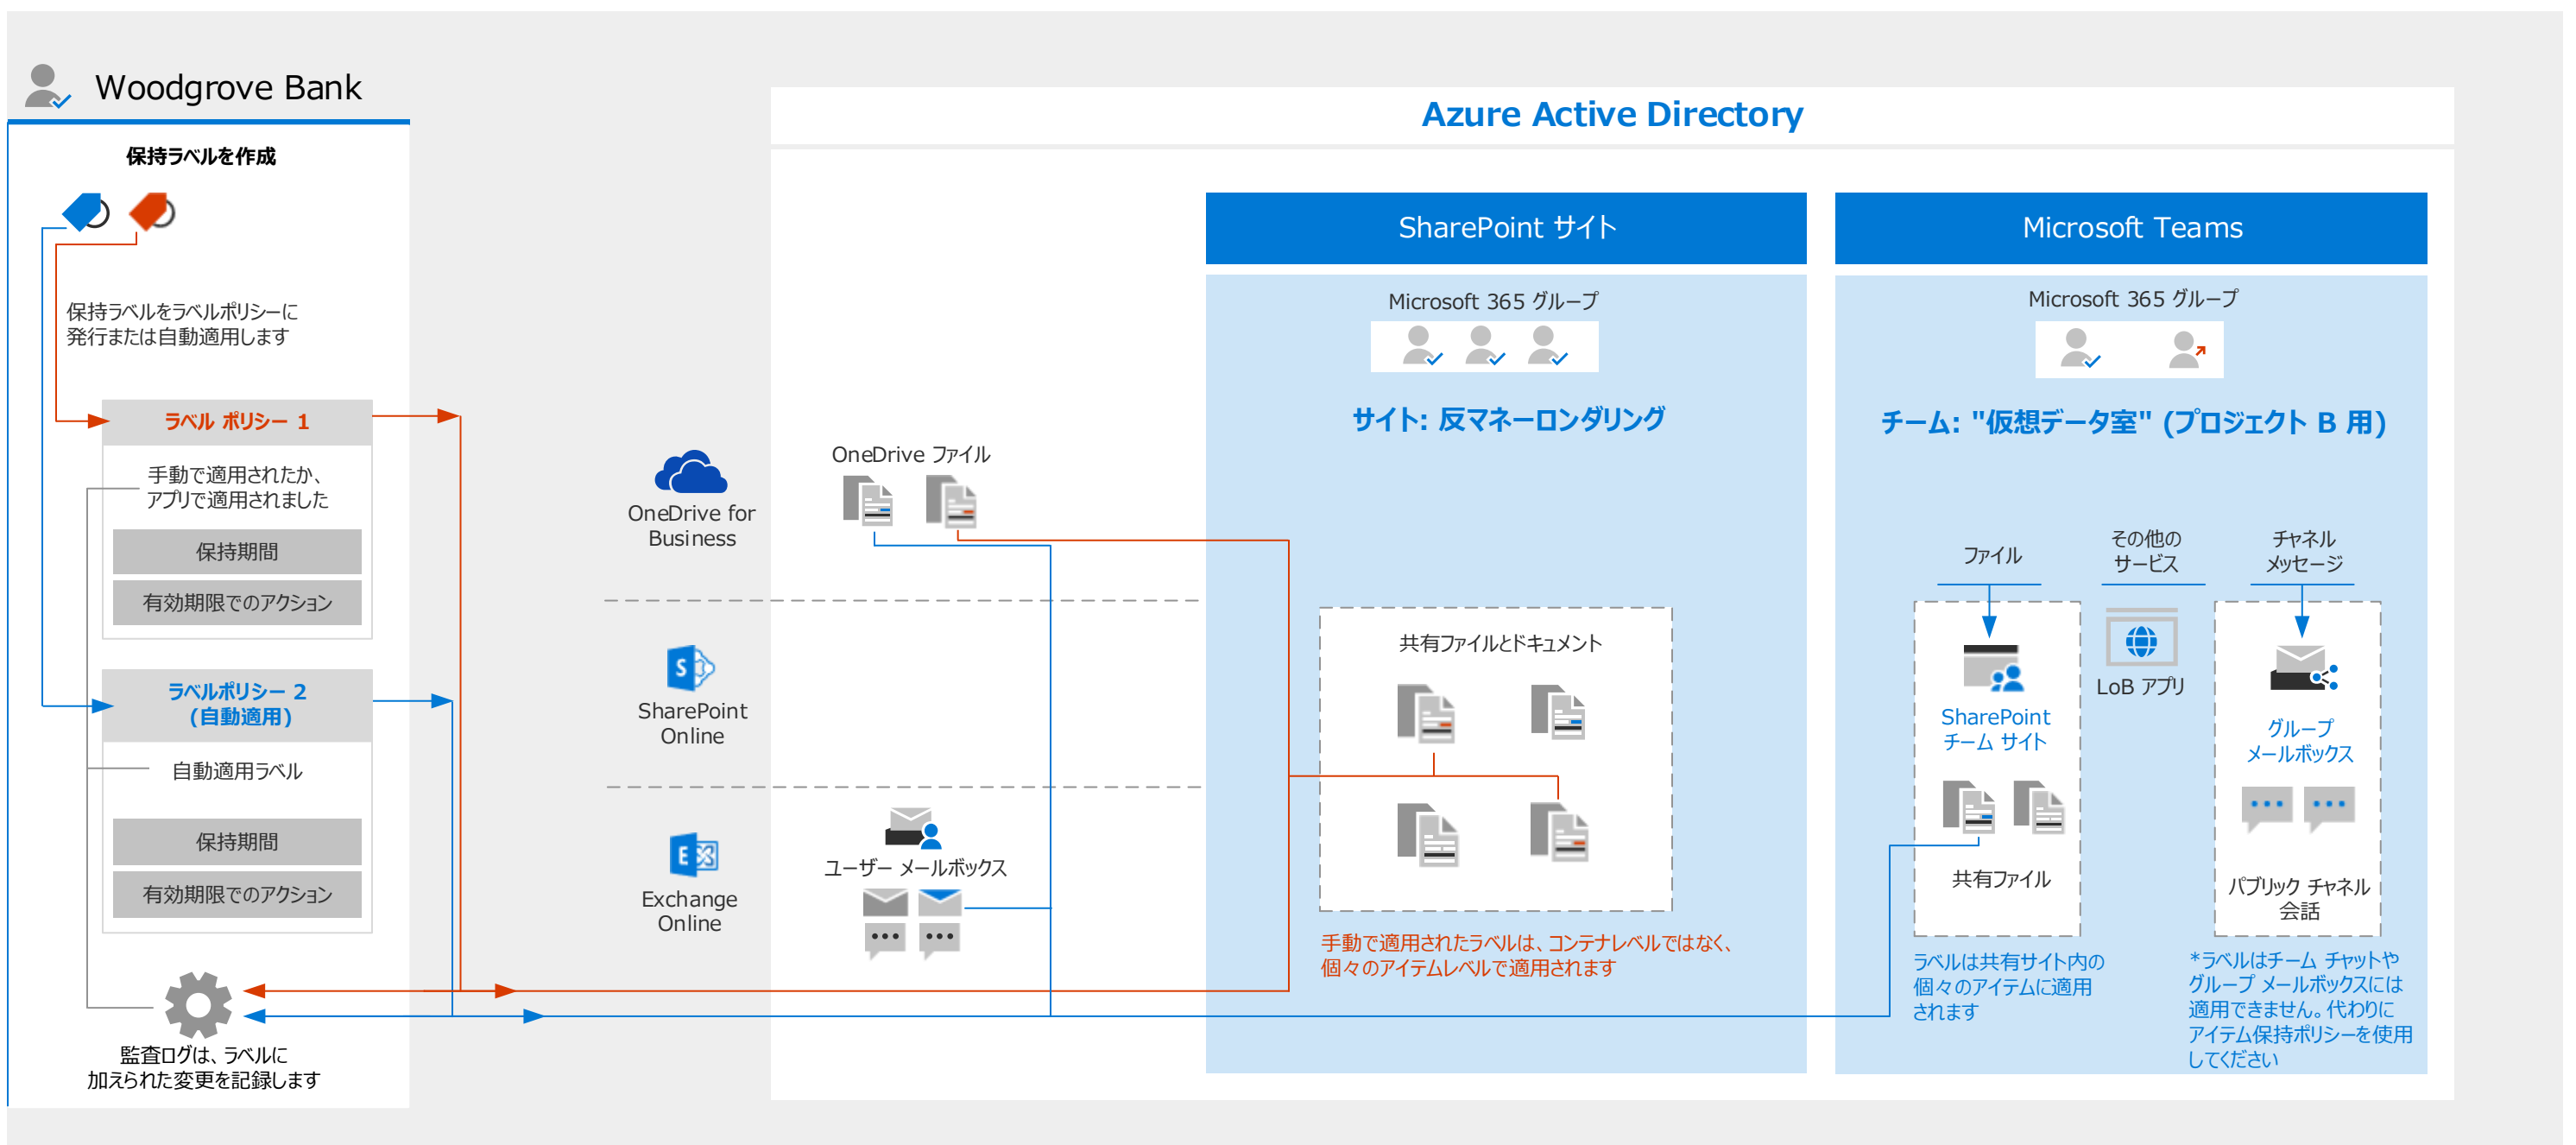 Woodgrove Bank
保持ラベルを作成
保持ラベルをラベルポリシーに
発行または自動適用します
ラベル ポリシー 1
手動で適用されたか、
アプリで適用されました
保持期間
有効期限でのアクション
ラベルポリシー 2
(自動適用)
自動適用ラベル
保持期間
有効期限でのアクション
監査ログは、ラベルに
加えられた変更を記録します
Azure Active Directory
OneDrive for
Business
SharePoint
Online
Exchange
Online
OneDrive ファイル
ユーザー メールボックス
SharePoint サイト
Microsoft 365 グループ
サイト: 反マネーロンダリング
共有ファイルとドキュメント
手動で適用されたラベルは、コンテナレベルではなく、
個々のアイテムレベルで適用されます
Microsoft Teams
Microsoft 365 グループ
チーム: "仮想データ室" (プロジェクト B 用)
ファイル
その他の
サービス
チャネル
メッセージ
SharePoint
チーム サイト
LoB アプリ
グループ
メールボックス
共有ファイル
パブリック チャネル
会話
ラベルは共有サイト内の
個々のアイテムに適用
されます
*ラベルはチーム チャットや
グループ メールボックスには
適用できません。代わりに
アイテム保持ポリシーを使用
してください